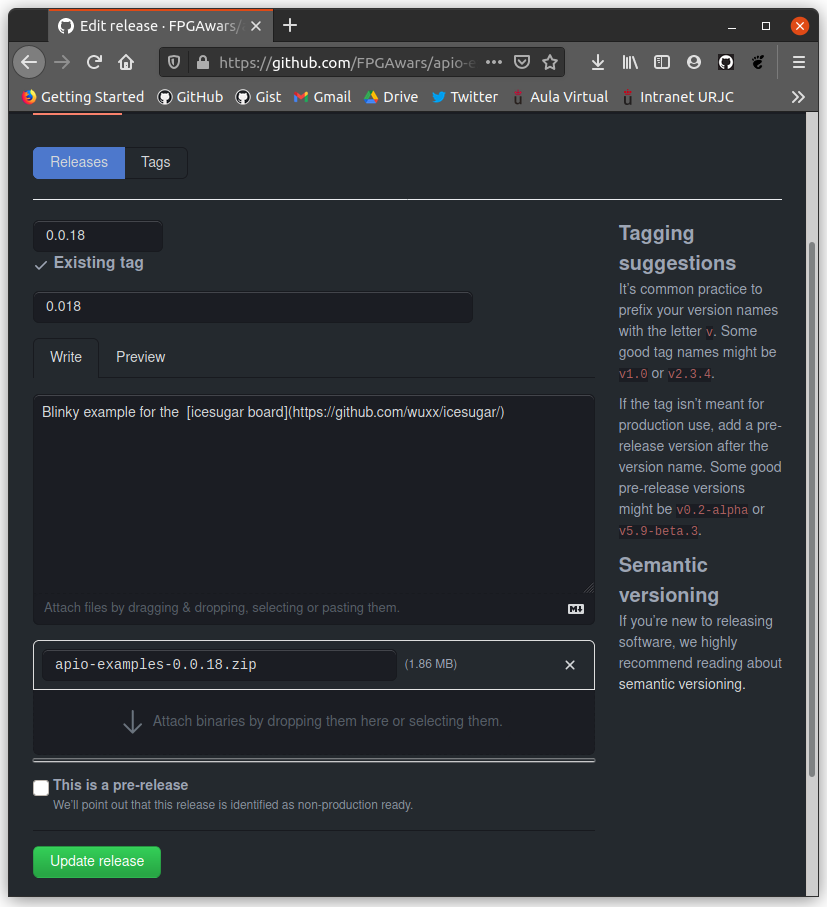 Edit release · FPGAwars/
https://github.com/FPGAwars/apio-e
Getting Started GitHub Gist Gmail Drive Twitter Aula Virtual Intranet URJC
Releases Tags
0.0.18
Existing tag
0.018
Write Preview
Blinky example for the  [icesugar board](https://github.com/wuxx/icesugar/)
Attach files by dragging & dropping, selecting or pasting them.
apio-examples-0.0.18.zip (1.86 MB)
Attach binaries by dropping them here or selecting them.
This is a pre-release
We'll point out that this release is identified as non-production ready.
Update release
Tagging
suggestions
It's common practice to
prefix your version names
with the letter v. Some
good tag names might be
v1.0 or v2.3.4.
If the tag isn't meant for
production use, add a pre-
release version after the
version name. Some good
pre-release versions
might be v0.2-alpha or
v5.9-beta.3.
Semantic
versioning
If you're new to releasing
software, we highly
recommend reading about
semantic versioning.